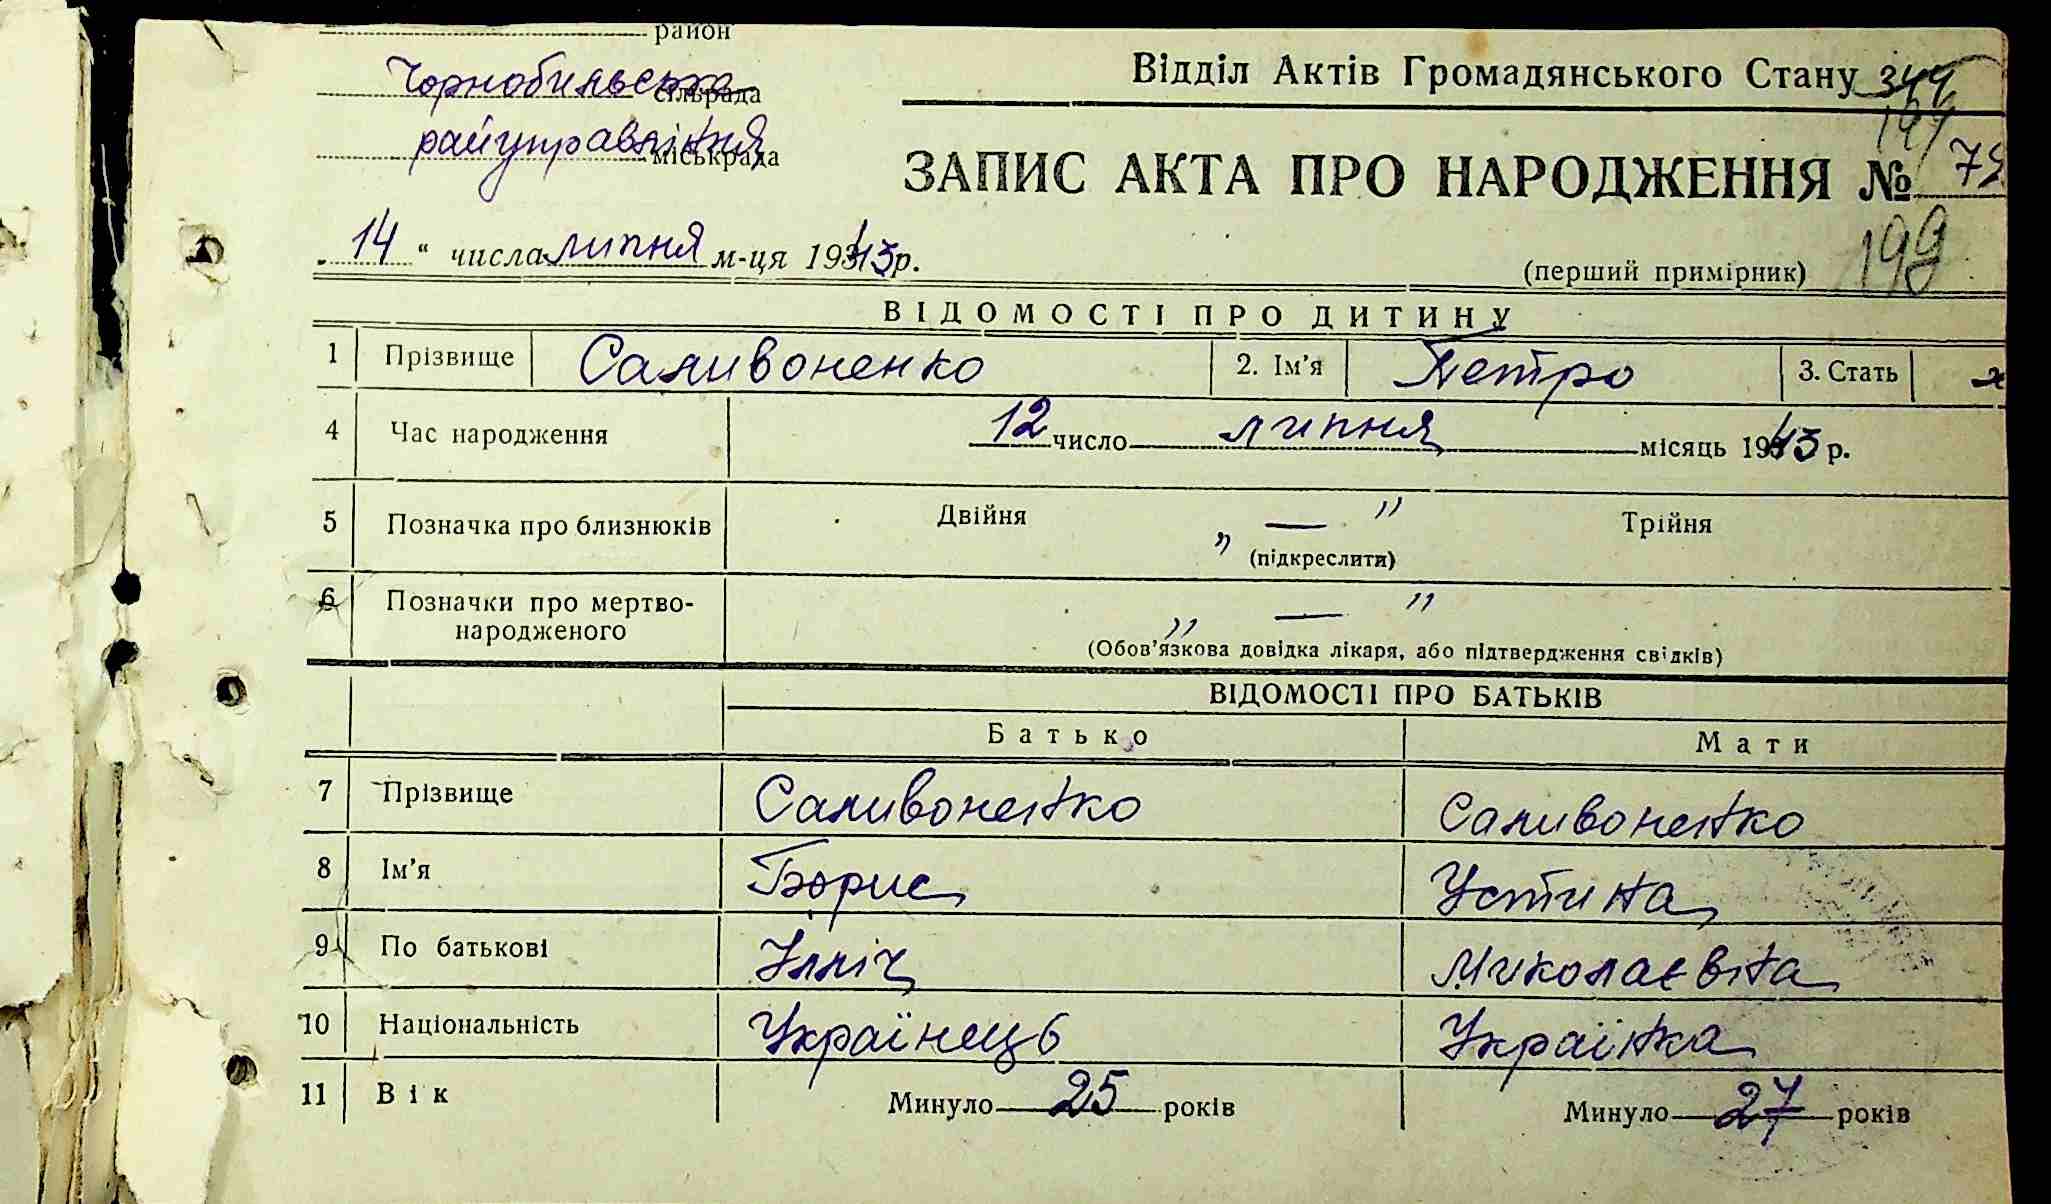 район
Чорнобильська сільрада
райуправління міськрада
Відділ Актів Громадянського Стану 344
199
ЗАПИС АКТА ПРО НАРОДЖЕННЯ №
„ 14 “ числа липня м-ця 1943 р.
(перший примірник) 199
ВІДОМОСТІ ПРО ДИТИНУ
1 Прізвище Саливоненко 2. Ім'я Петро 3. Стать
4 Час народження 12 число липня місяць 1943 р.
5 Позначка про близнюків Двійня „ — " Трійня
(підкреслити)
6 Позначки про мертво-
народженого „ — "
(Обов'язкова довідка лікаря, або підтвердження свідків)
ВІДОМОСТІ ПРО БАТЬКІВ
Батько Мати
7 Прізвище Саливоненко Саливоненко
8 Ім'я Борис Устина
9 По батькові Ілліч Миколаєвна
10 Національність Українець Українка
11 Вік Минуло 25 років Минуло 27 років